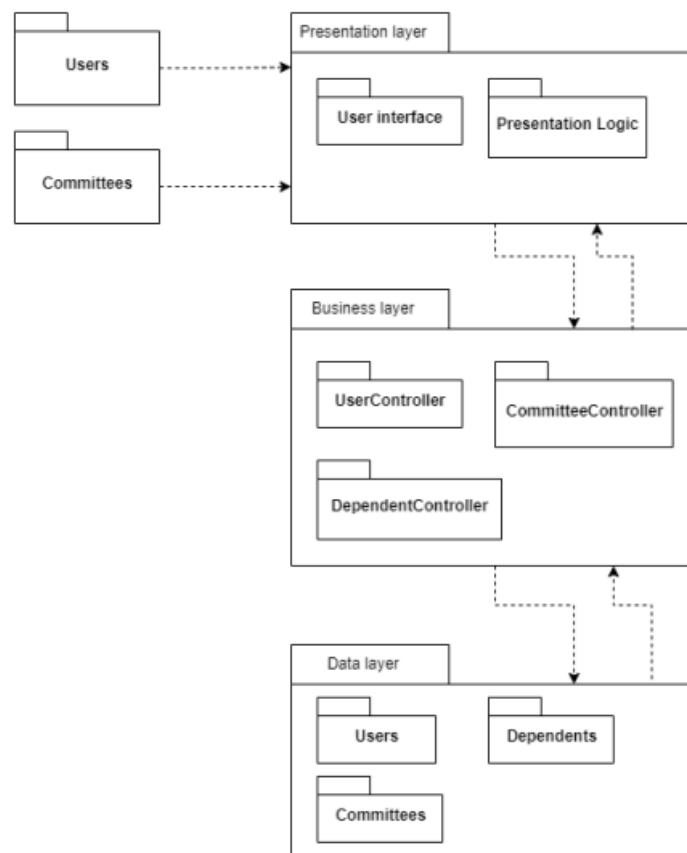 Presentation layer
Users
User interface
Presentation Logic
Committees
Business layer
UserController
CommitteeController
DependentController
Data layer
Users
Dependents
Committees